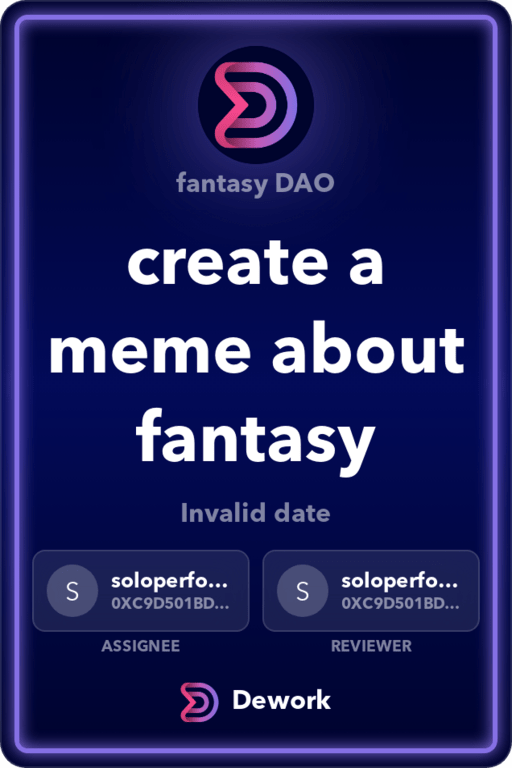 fantasy DAO
create a
meme about
fantasy
Invalid date
S soloperfo...
0XC9D501BD...
ASSIGNEE
S soloperfo...
0XC9D501BD...
REVIEWER
Dework